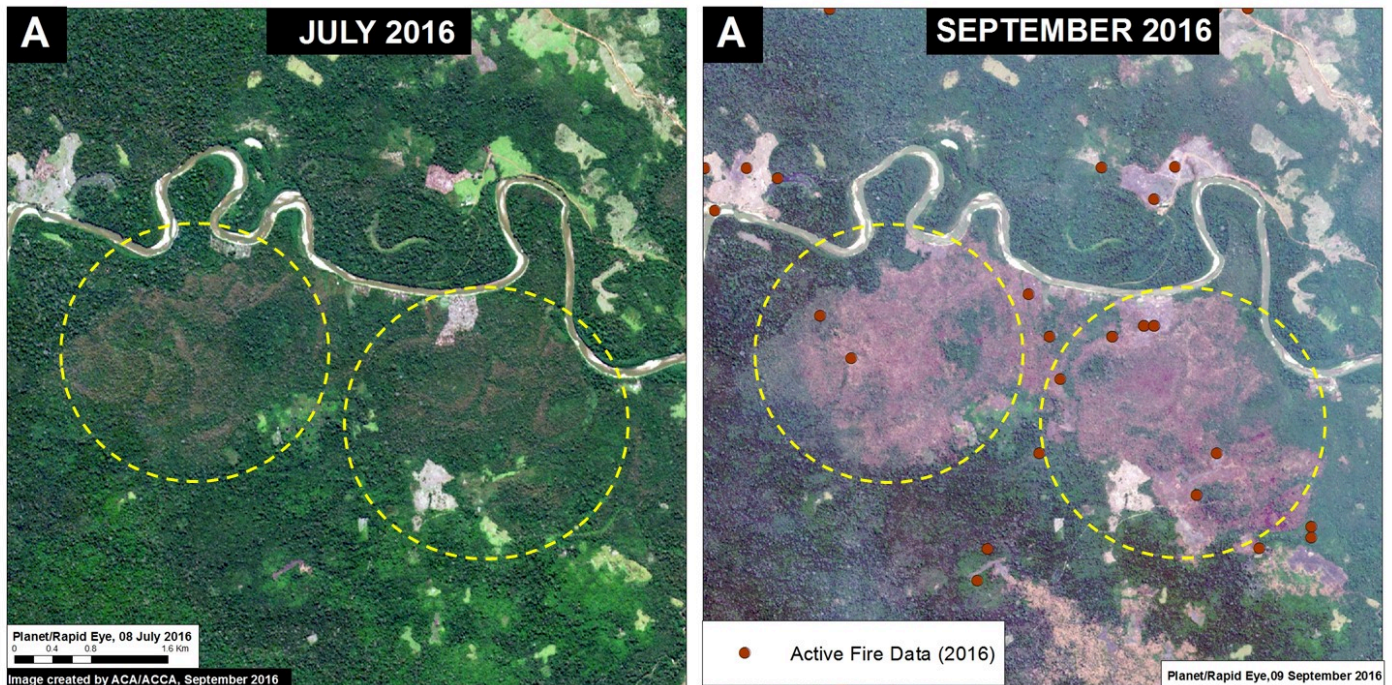 A
JULY 2016
Planet/Rapid Eye, 08 July 2016
0 0.4 0.8 1.6 Km
Image created by ACA/ACCA, September 2016
A
SEPTEMBER 2016
Active Fire Data (2016)
Planet/Rapid Eye,09 September 2016